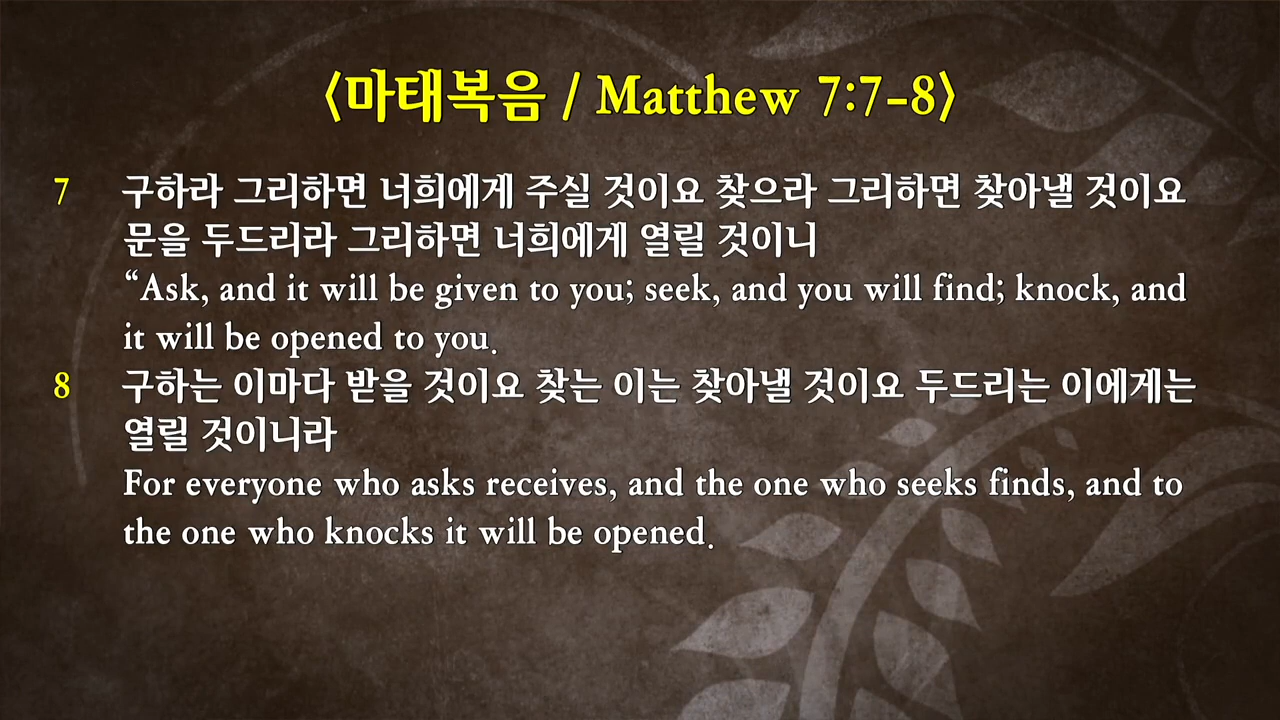 〈마태복음 / Matthew 7:7-8〉
7 구하라 그리하면 너희에게 주실 것이요 찾으라 그리하면 찾아낼 것이요
문을 두드리라 그리하면 너희에게 열릴 것이니
“Ask, and it will be given to you; seek, and you will find; knock, and
it will be opened to you.
8 구하는 이마다 받을 것이요 찾는 이는 찾아낼 것이요 두드리는 이에게는
열릴 것이니라
For everyone who asks receives, and the one who seeks finds, and to
the one who knocks it will be opened.